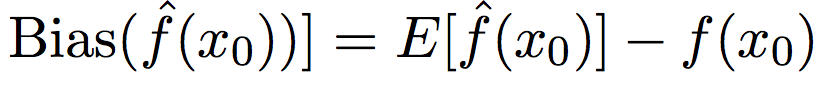 Bias(f̂(x₀))] = E[f̂(x₀)] − f(x₀)